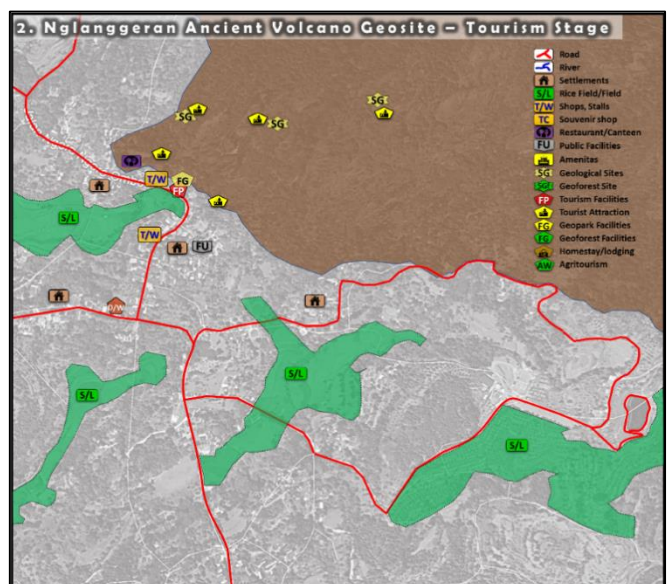 2. Nglanggeran Ancient Volcano Geosite – Tourism Stage
Road
River
Settlements
S/L Rice Field/Field
T/W Shops, Stalls
TC Souvenir shop
Restaurant/Canteen
FU Public Facilities
Amenitas
SG Geological Sites
SGF Geoforest Site
FP Tourism Facilities
Tourist Attraction
FG Geopark Facilities
FG Geoforest Facilities
Homestay/lodging
AW Agritourism
SG
SG
SG
T/W
FG
FP
S/L
T/W
FU
S/L
S/L
S/L